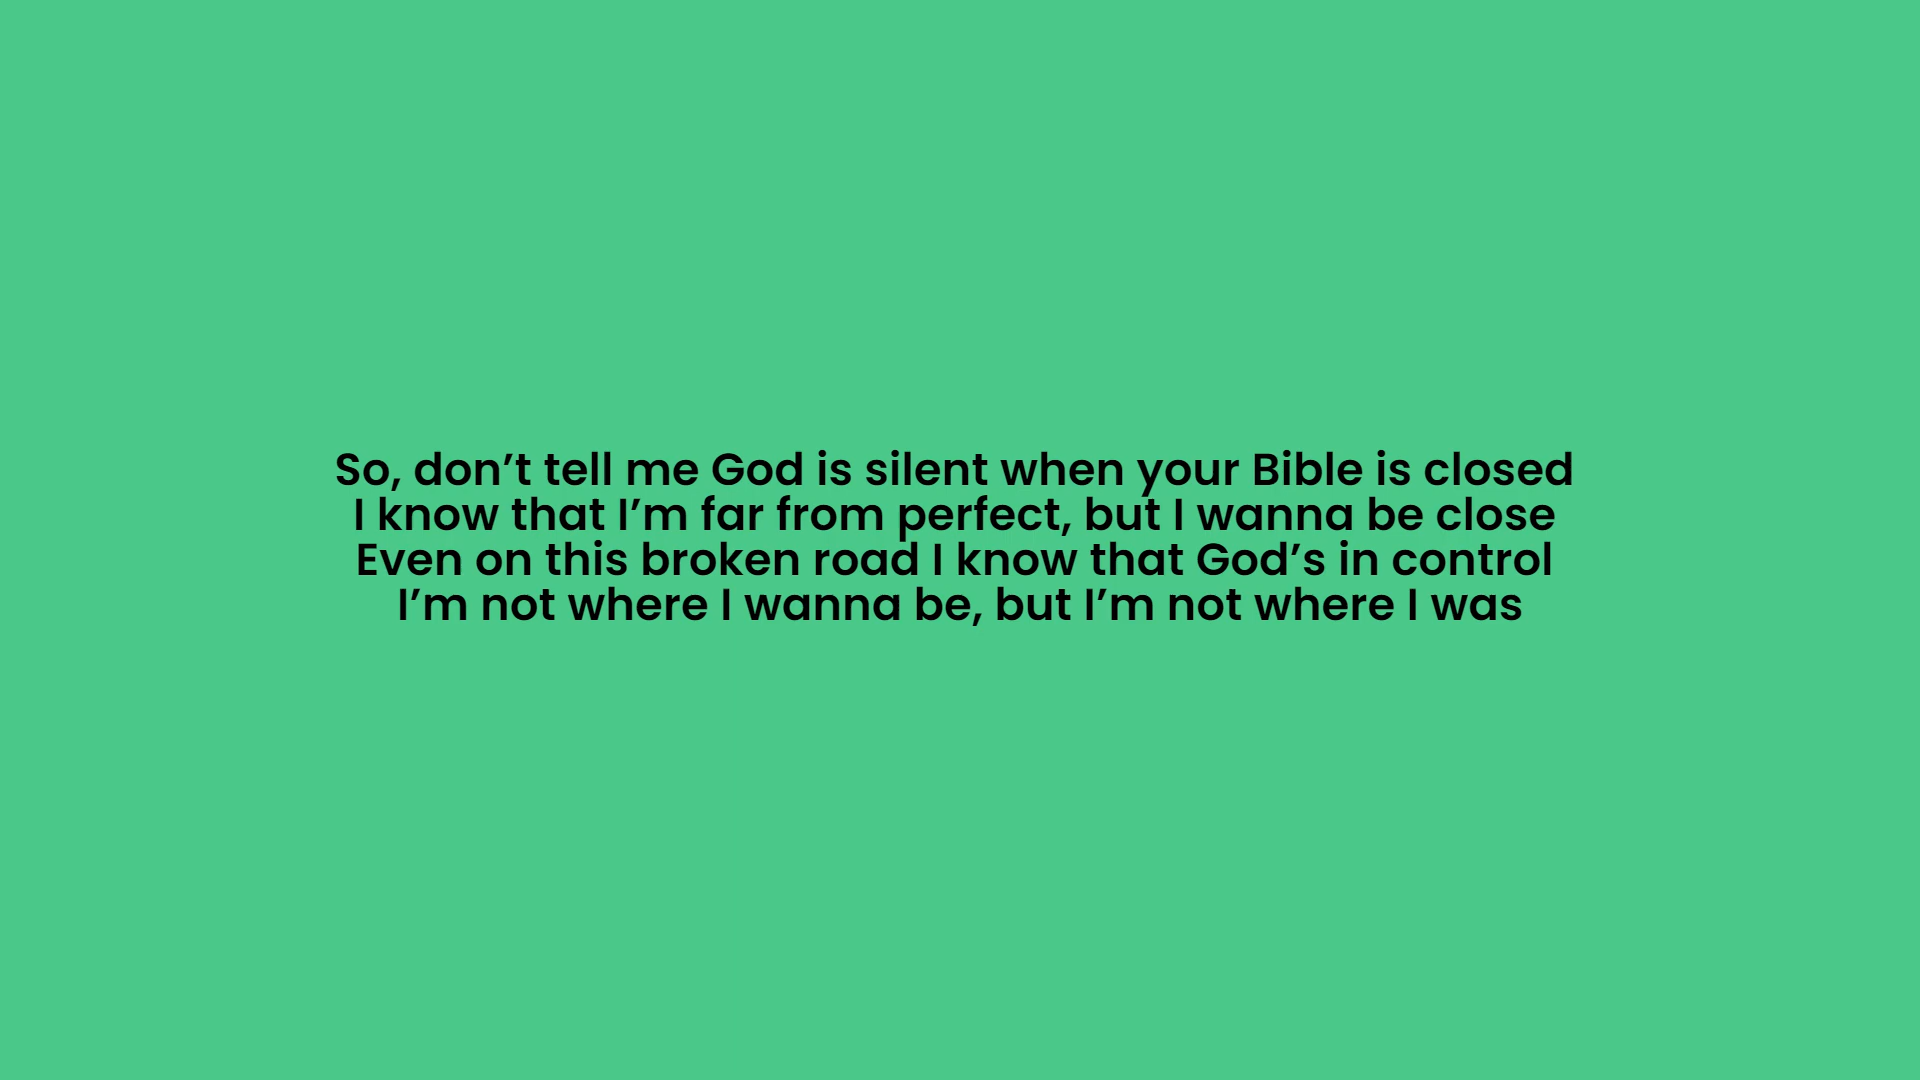 So, don’t tell me God is silent when your Bible is closed
I know that I’m far from perfect, but I wanna be close
Even on this broken road I know that God’s in control
I’m not where I wanna be, but I’m not where I was